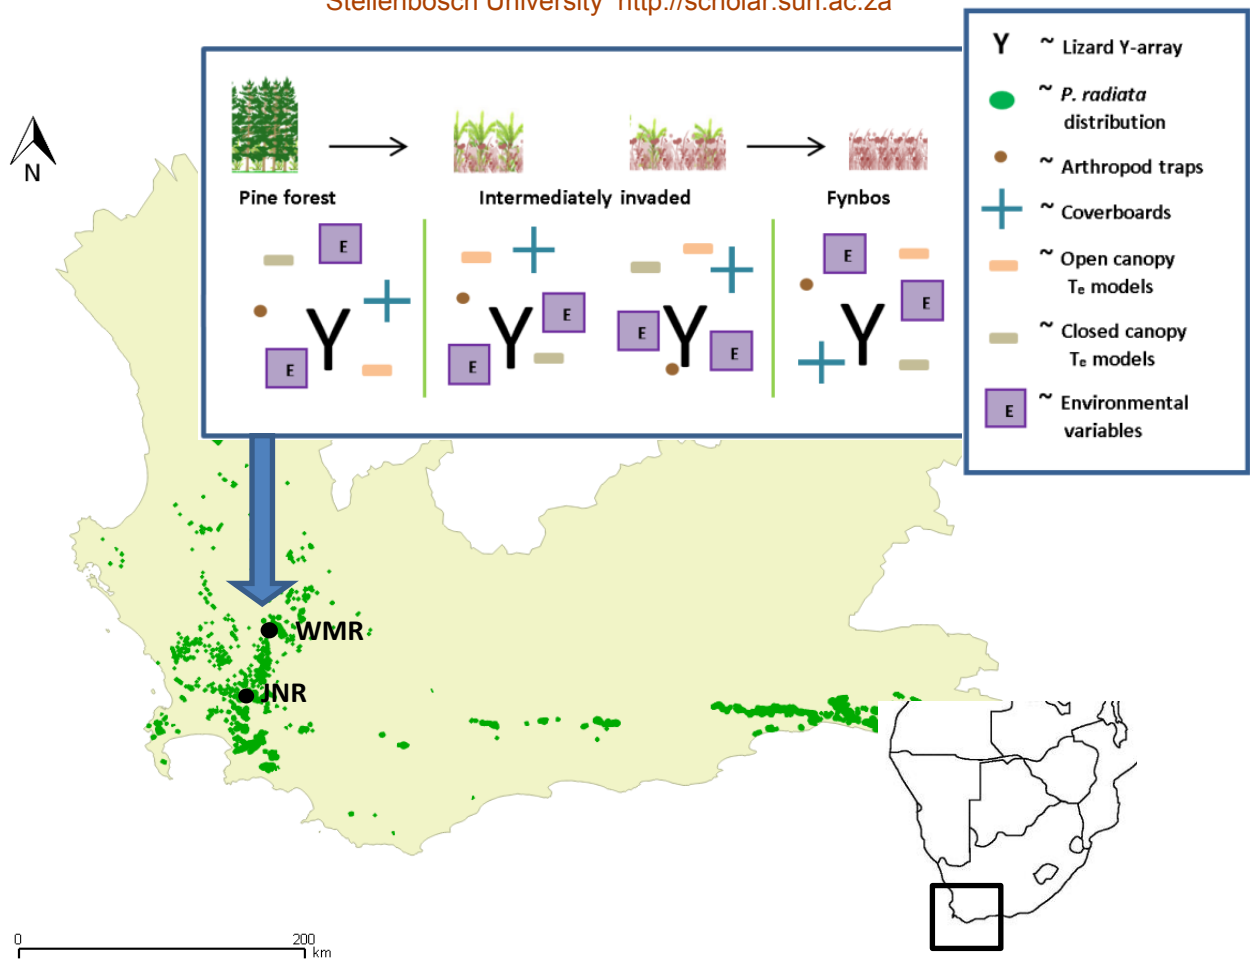 Stellenbosch University http://scholar.sun.ac.za
Y ~ Lizard Y-array
~ P. radiata
distribution
~ Arthropod traps
~ Coverboards
~ Open canopy
Tₑ models
~ Closed canopy
Tₑ models
E ~ Environmental
variables
N
Pine forest
Intermediately invaded
Fynbos
E
E
Y
E
E
Y
E
E
Y
E
E
Y
WMR
JNR
0 200
km